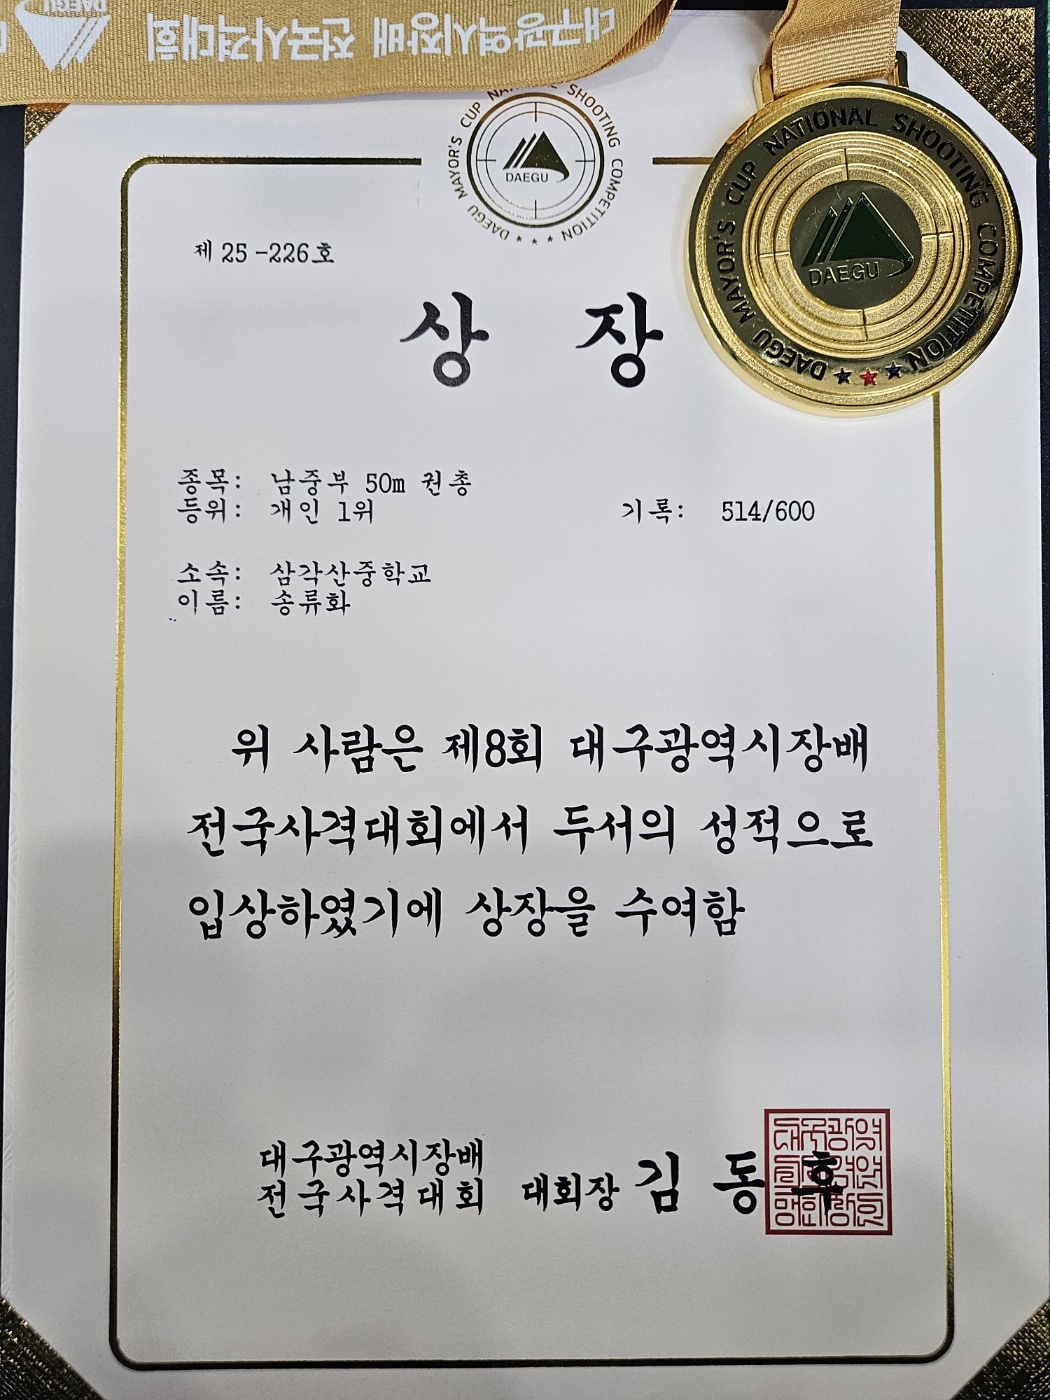 대구광역시장배 전국사격대회
DAEGU
DAEGU MAYOR'S CUP NATIONAL SHOOTING COMPETITION
DAEGU
DAEGU MAYOR'S CUP NATIONAL SHOOTING COMPETITION
DAEGU
제 25-226호
상 장
종목: 남중부 50m 권총
등위: 개인 1위 기록: 514/600
소속: 삼각산중학교
이름: 송류화
위 사람은 제8회 대구광역시장배
전국사격대회에서 두서의 성적으로
입상하였기에 상장을 수여함
대구광역시장배
전국사격대회 대회장 김 동 후